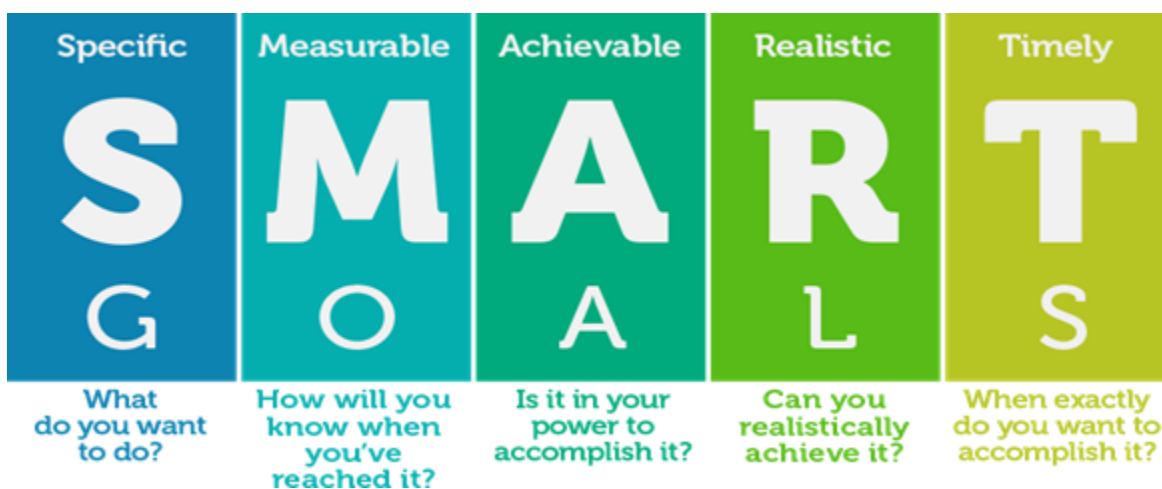 Specific Measurable Achievable Realistic Timely
S M A R T
G O A L S
What
do you want
to do?
How will you
know when
you've
reached it?
Is it in your
power to
accomplish it?
Can you
realistically
achieve it?
When exactly
do you want to
accomplish it?